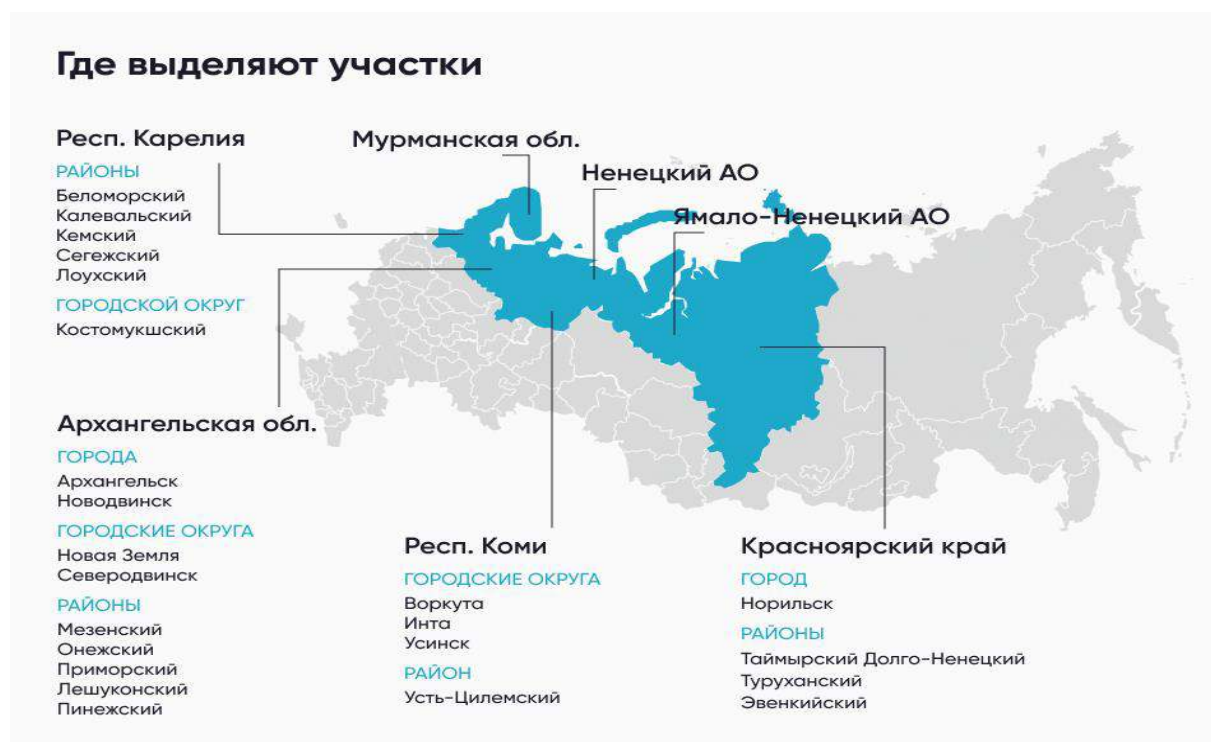 Где выделяют участки
Респ. Карелия
РАЙОНЫ
Беломорский
Калевальский
Кемский
Сегежский
Лоухский
ГОРОДСКОЙ ОКРУГ
Костомукшский
Мурманская обл.
Ненецкий АО
Ямало-Ненецкий АО
Архангельская обл.
ГОРОДА
Архангельск
Новодвинск
ГОРОДСКИЕ ОКРУГА
Новая Земля
Северодвинск
РАЙОНЫ
Мезенский
Онежский
Приморский
Лешуконский
Пинежский
Респ. Коми
ГОРОДСКИЕ ОКРУГА
Воркута
Инта
Усинск
РАЙОН
Усть-Цилемский
Красноярский край
ГОРОД
Норильск
РАЙОНЫ
Таймырский Долго-Ненецкий
Туруханский
Эвенкийский